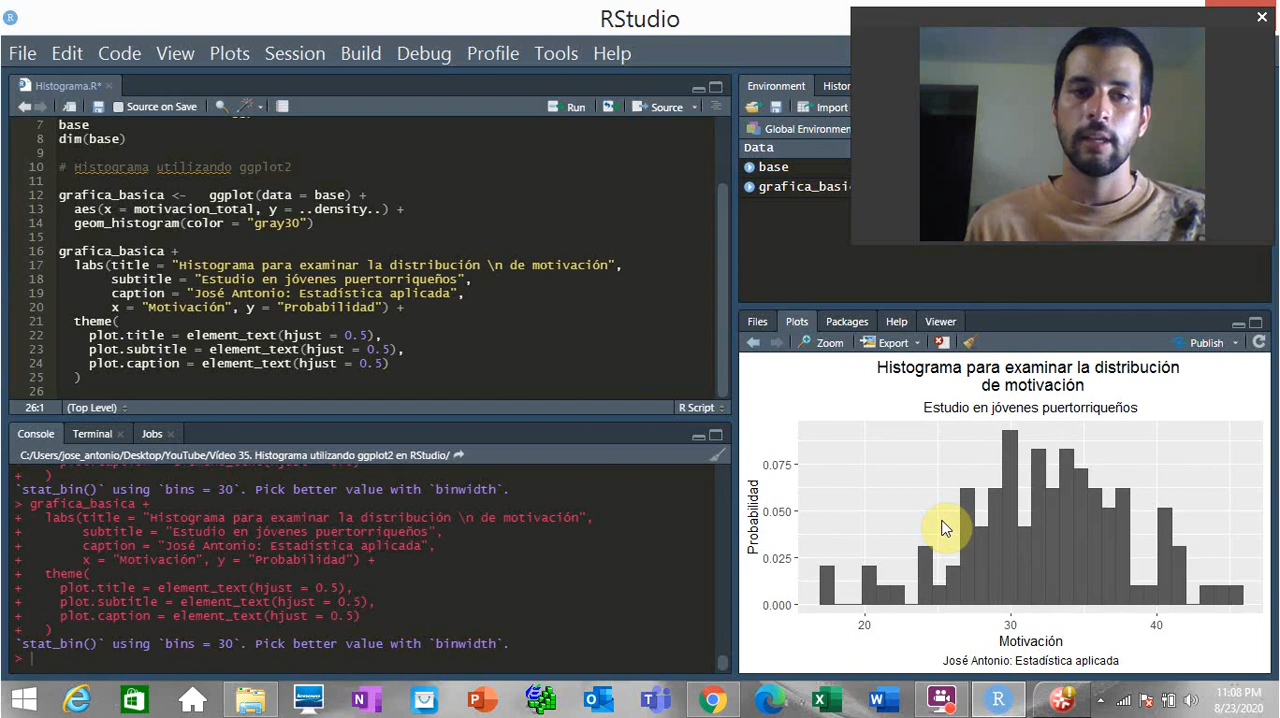 RStudio
File Edit Code View Plots Session Build Debug Profile Tools Help
Histograma.R*
Source on Save
Run
Source
7 base
8 dim(base)
9
10 # Histograma utilizando ggplot2
11
12 grafica_basica <- ggplot(data = base) +
13 aes(x = motivacion_total, y = ..density..) +
14 geom_histogram(color = "gray30")
15
16 grafica_basica +
17 labs(title = "Histograma para examinar la distribución \n de motivación",
18 subtitle = "Estudio en jóvenes puertorriqueños",
19 caption = "José Antonio: Estadística aplicada",
20 x = "Motivación", y = "Probabilidad") +
21 theme(
22 plot.title = element_text(hjust = 0.5),
23 plot.subtitle = element_text(hjust = 0.5),
24 plot.caption = element_text(hjust = 0.5)
25 )
26
26:1 (Top Level) R Script
Console Terminal Jobs
C:/Users/jose_antonio/Desktop/YouTube/Vídeo 35. Histograma utilizando ggplot2 en RStudio/
+ )
`stat_bin()` using `bins = 30`. Pick better value with `binwidth`.
> grafica_basica +
+ labs(title = "Histograma para examinar la distribución \n de motivación",
+ subtitle = "Estudio en jóvenes puertorriqueños",
+ caption = "José Antonio: Estadística aplicada",
+ x = "Motivación", y = "Probabilidad") +
+ theme(
+ plot.title = element_text(hjust = 0.5),
+ plot.subtitle = element_text(hjust = 0.5),
+ plot.caption = element_text(hjust = 0.5)
+ )
`stat_bin()` using `bins = 30`. Pick better value with `binwidth`.
>
Environment Histor
Import
Global Environmen
Data
base
grafica_basi
Files Plots Packages Help Viewer
Zoom Export Publish
Histograma para examinar la distribución
de motivación
Estudio en jóvenes puertorriqueños
Probabilidad
0.075
0.050
0.025
0.000
20 30 40
Motivación
José Antonio: Estadística aplicada
11:08 PM
8/23/2020